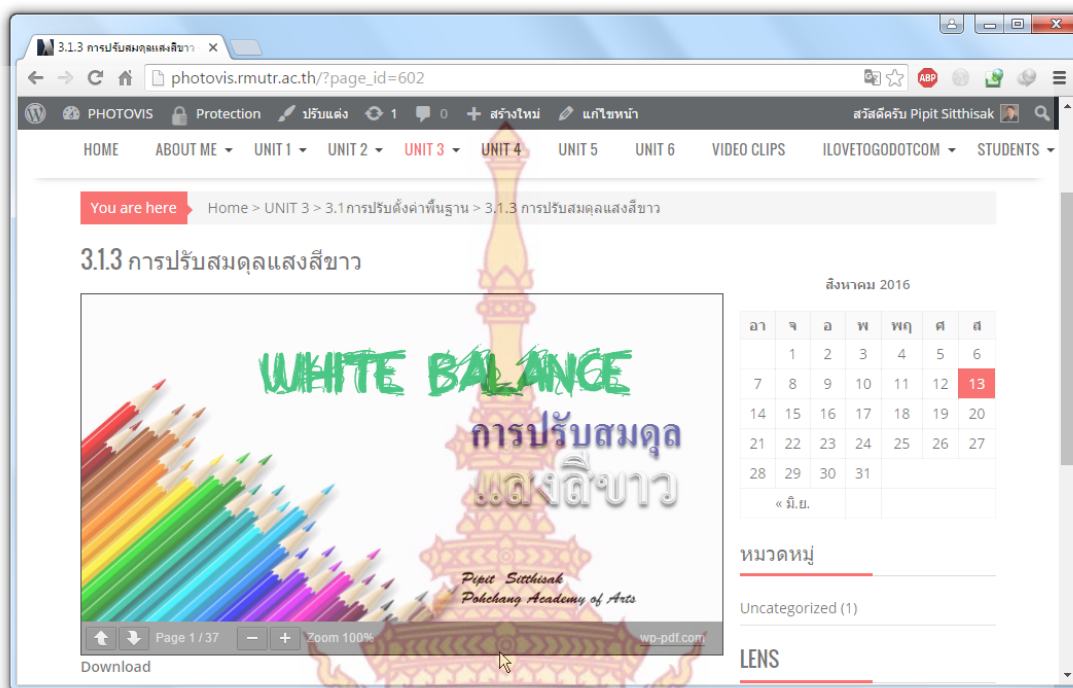 3.1.3 การปรับสมดุลแสงสีขาว
photovis.rmutr.ac.th/?page_id=602
ABP
PHOTOVIS Protection ปรับแต่ง 1 0 + สร้างใหม่ แก้ไขหน้า สวัสดีครับ Pipit Sitthisak
HOME ABOUT ME UNIT 1 UNIT 2 UNIT 3 UNIT 4 UNIT 5 UNIT 6 VIDEO CLIPS ILOVETOGODOTCOM STUDENTS
You are here Home > UNIT 3 > 3.1การปรับตั้งค่าพื้นฐาน > 3.1.3 การปรับสมดุลแสงสีขาว
3.1.3 การปรับสมดุลแสงสีขาว
WHITE BALANCE
การปรับสมดุล
แสงสีขาว
Pipit Sitthisak
Pohchang Academy of Arts
Page 1 / 37 − + Zoom 100% wp-pdf.com
Download
สิงหาคม 2016
อา จ อ พ พฤ ศ ส
1 2 3 4 5 6
7 8 9 10 11 12 13
14 15 16 17 18 19 20
21 22 23 24 25 26 27
28 29 30 31
« มิ.ย.
หมวดหมู่
Uncategorized (1)
LENS